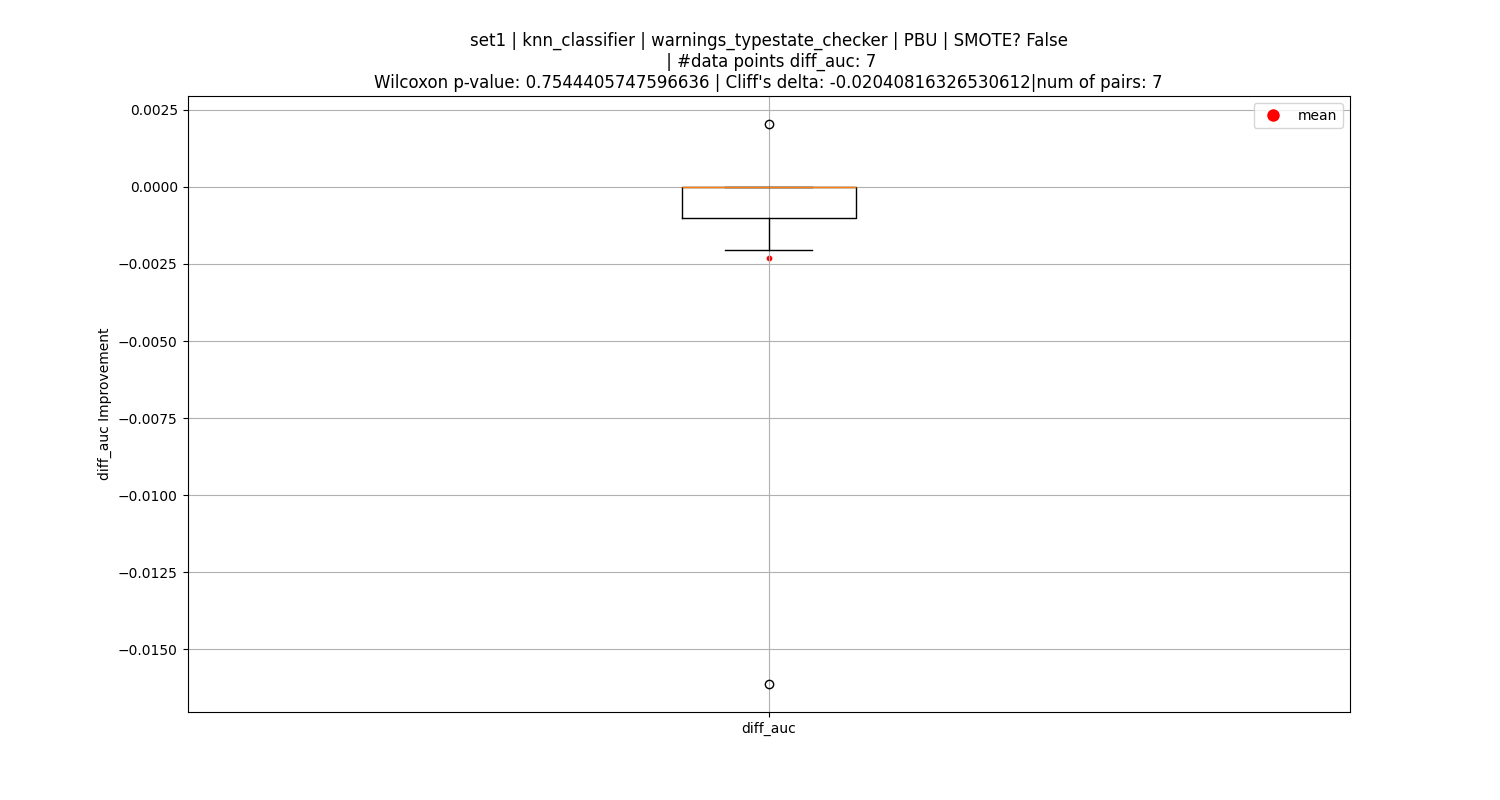 set1 | knn_classifier | warnings_typestate_checker | PBU | SMOTE? False
| #data points diff_auc: 7
Wilcoxon p-value: 0.7544405747596636 | Cliff's delta: -0.02040816326530612|num of pairs: 7
mean
0.0025
0.0000
−0.0025
−0.0050
−0.0075
−0.0100
−0.0125
−0.0150
diff_auc Improvement
diff_auc